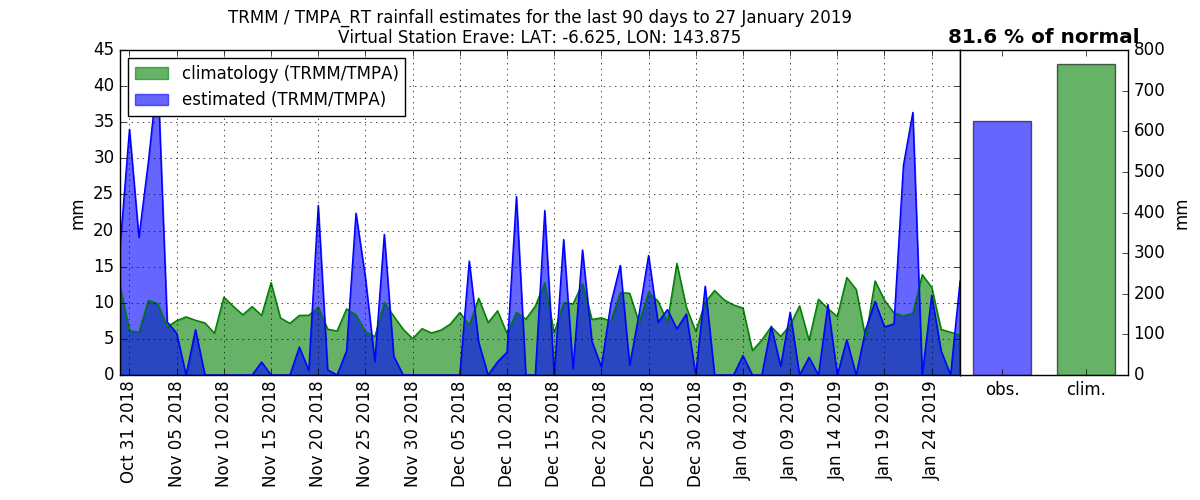 TRMM / TMPA_RT rainfall estimates for the last 90 days to 27 January 2019
Virtual Station Erave: LAT: -6.625, LON: 143.875
81.6 % of normal
climatology (TRMM/TMPA)
estimated (TRMM/TMPA)
45
40
35
30
25
20
15
10
5
0
mm
Oct 31 2018
Nov 05 2018
Nov 10 2018
Nov 15 2018
Nov 20 2018
Nov 25 2018
Nov 30 2018
Dec 05 2018
Dec 10 2018
Dec 15 2018
Dec 20 2018
Dec 25 2018
Dec 30 2018
Jan 04 2019
Jan 09 2019
Jan 14 2019
Jan 19 2019
Jan 24 2019
obs.
clim.
800
700
600
500
400
300
200
100
0
mm